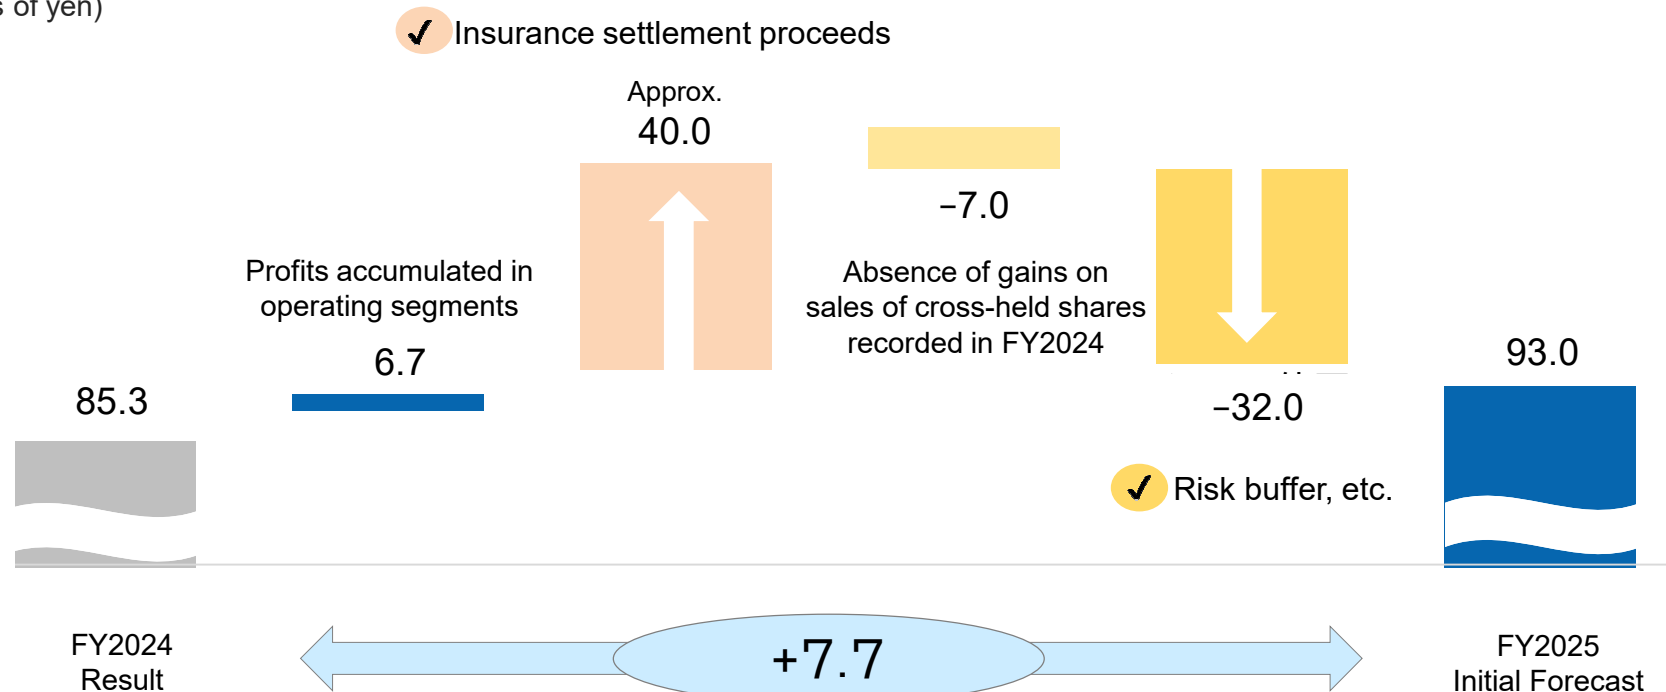 s of yen)
Insurance settlement proceeds
Approx.
40.0
−7.0
Profits accumulated in
operating segments
6.7
Absence of gains on
sales of cross-held shares
recorded in FY2024
85.3
−32.0
93.0
Risk buffer, etc.
FY2024
Result
+7.7
FY2025
Initial Forecast